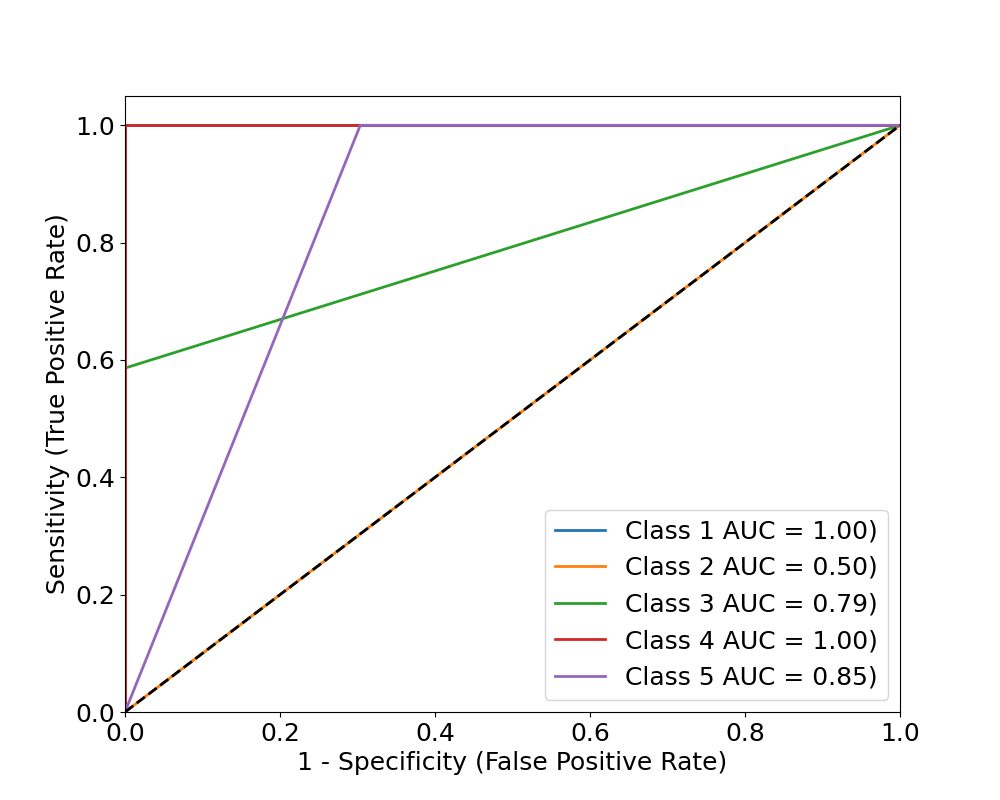 1.0
0.8
0.6
0.4
0.2
0.0
Sensitivity (True Positive Rate)
Class 1 AUC = 1.00)
Class 2 AUC = 0.50)
Class 3 AUC = 0.79)
Class 4 AUC = 1.00)
Class 5 AUC = 0.85)
0.0 0.2 0.4 0.6 0.8 1.0
1 - Specificity (False Positive Rate)